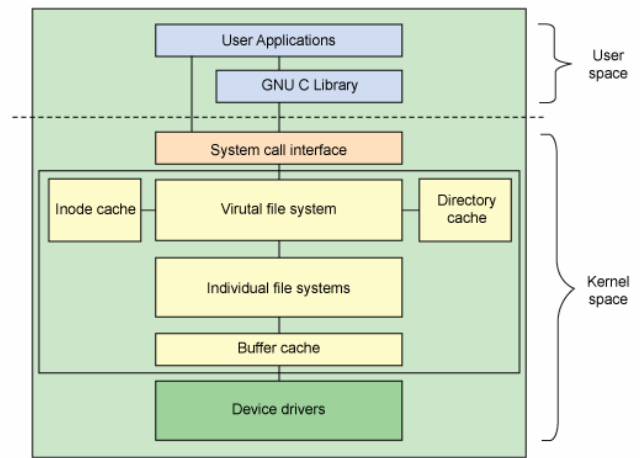 User Applications
GNU C Library
User
space
System call interface
Inode cache
Virutal file system
Directory
cache
Individual file systems
Kernel
space
Buffer cache
Device drivers